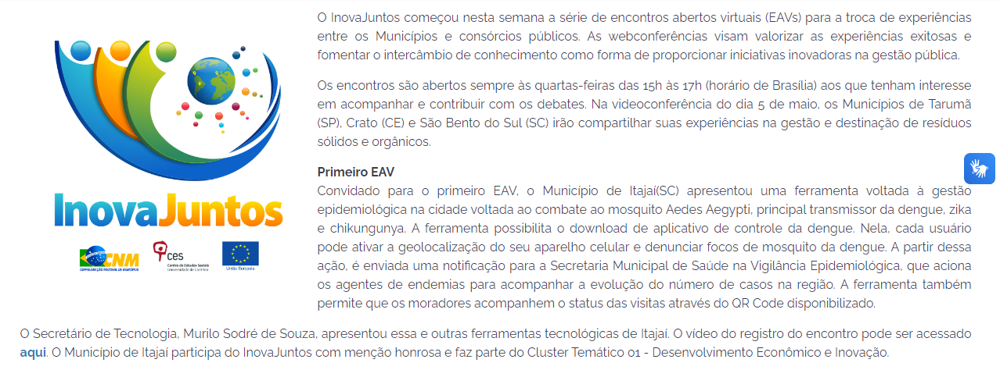 O InovaJuntos começou nesta semana a série de encontros abertos virtuais (EAVs) para a troca de experiências
entre os Municípios e consórcios públicos. As webconferências visam valorizar as experiências exitosas e
fomentar o intercâmbio de conhecimento como forma de proporcionar iniciativas inovadoras na gestão pública.
Os encontros são abertos sempre às quartas-feiras das 15h às 17h (horário de Brasília) aos que tenham interesse
em acompanhar e contribuir com os debates. Na videoconferência do dia 5 de maio, os Municípios de Tarumã
(SP), Crato (CE) e São Bento do Sul (SC) irão compartilhar suas experiências na gestão e destinação de resíduos
sólidos e orgânicos.
Primeiro EAV
Convidado para o primeiro EAV, o Município de Itajaí(SC) apresentou uma ferramenta voltada à gestão
epidemiológica na cidade voltada ao combate ao mosquito Aedes Aegypti, principal transmissor da dengue, zika
e chikungunya. A ferramenta possibilita o download de aplicativo de controle da dengue. Nela, cada usuário
pode ativar a geolocalização do seu aparelho celular e denunciar focos de mosquito da dengue. A partir dessa
ação, é enviada uma notificação para a Secretaria Municipal de Saúde na Vigilância Epidemiológica, que aciona
os agentes de endemias para acompanhar a evolução do número de casos na região. A ferramenta também
permite que os moradores acompanhem o status das visitas através do QR Code disponibilizado.
InovaJuntos
CNM
CONFEDERAÇÃO NACIONAL DE MUNICÍPIOS
ces
Centro de Estudos Sociais
Universidade de Coimbra
União Europeia
O Secretário de Tecnologia, Murilo Sodré de Souza, apresentou essa e outras ferramentas tecnológicas de Itajaí. O vídeo do registro do encontro pode ser acessado
aqui. O Município de Itajaí participa do InovaJuntos com menção honrosa e faz parte do Cluster Temático 01 - Desenvolvimento Econômico e Inovação.